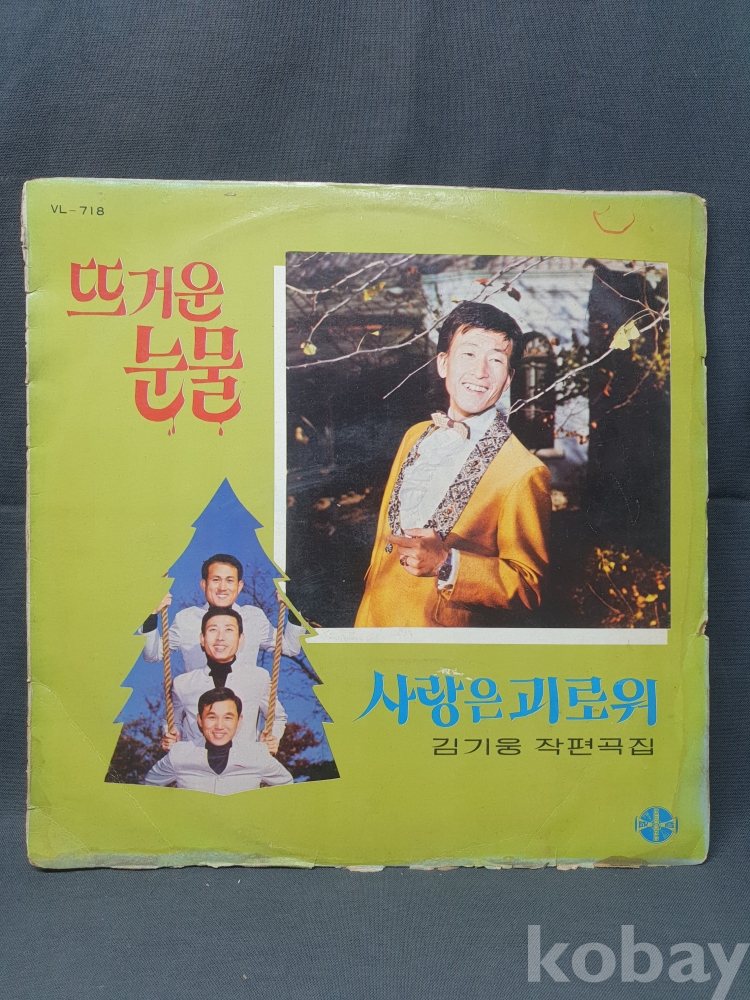 VL-718
뜨거운
눈물
사랑은 괴로워
김기웅 작편곡집
kobay